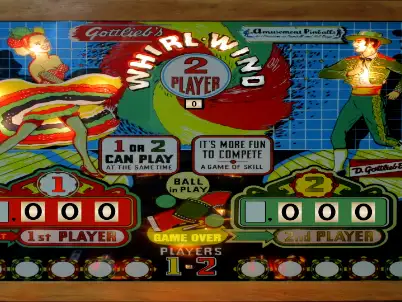 Gottlieb's
WHIRL-WIND
Amusement Pinballs
2
PLAYER
0
1 OR 2
CAN PLAY
AT THE SAME TIME
IT'S MORE FUN
TO COMPETE
A GAME OF SKILL
D. Gottlieb
1
BALL
in PLAY
2
000
000
1st PLAYER
GAME OVER
2nd PLAYER
PLAYERS
1 - 2